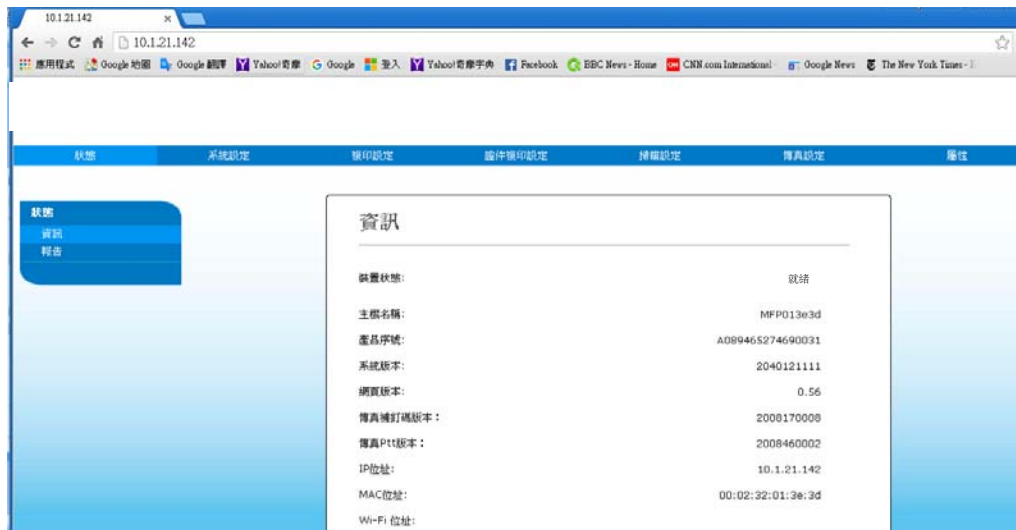 10.1.21.142
10.1.21.142
應用程式 Google 地圖 Google 翻譯 Yahoo!奇摩 Google 登入 Yahoo!奇摩字典 Facebook BBC News - Home CNN.com International Google News The New York Times -
狀態 系統設定 複印設定 證件複印設定 掃描設定 傳真設定 屬性
狀態
資訊
報告
資訊
裝置狀態: 就緒
主機名稱: MFP013e3d
產品序號: A089465274690031
系統版本: 2040121111
網頁版本: 0.56
傳真補釘碼版本： 2008170008
傳真Ptt版本： 2008460002
IP位址: 10.1.21.142
MAC位址: 00:02:32:01:3e:3d
Wi-Fi 位址: